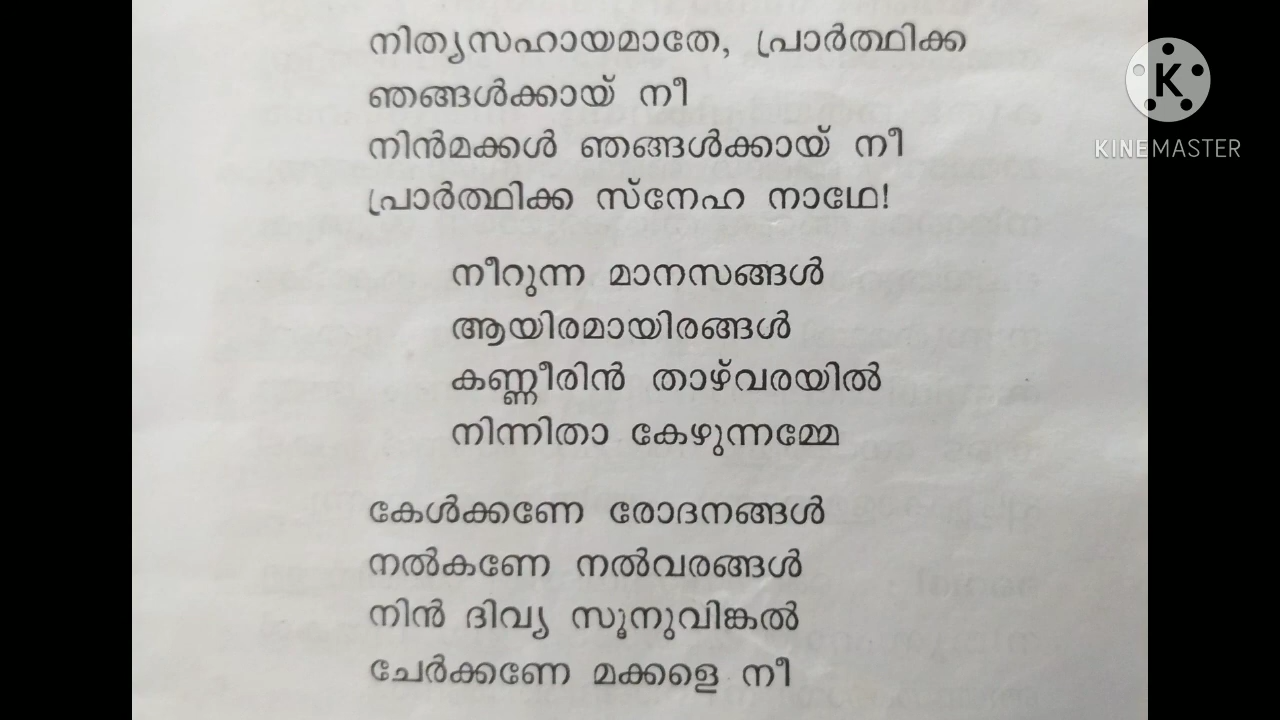 നിത്യസഹായമാതേ, പ്രാർത്ഥിക്ക
ഞങ്ങൾക്കായ് നീ
നിൻമക്കൾ ഞങ്ങൾക്കായ് നീ
പ്രാർത്ഥിക്ക സ്നേഹ നാഥേ!
നീറുന്ന മാനസങ്ങൾ
ആയിരമായിരങ്ങൾ
കണ്ണീരിൻ താഴ്‌വരയിൽ
നിന്നിതാ കേഴുന്നമ്മേ
കേൾക്കണേ രോദനങ്ങൾ
നൽകണേ നൽവരങ്ങൾ
നിൻ ദിവ്യ സൂനുവിങ്കൽ
ചേർക്കണേ മക്കളെ നീ
K
KINEMASTER